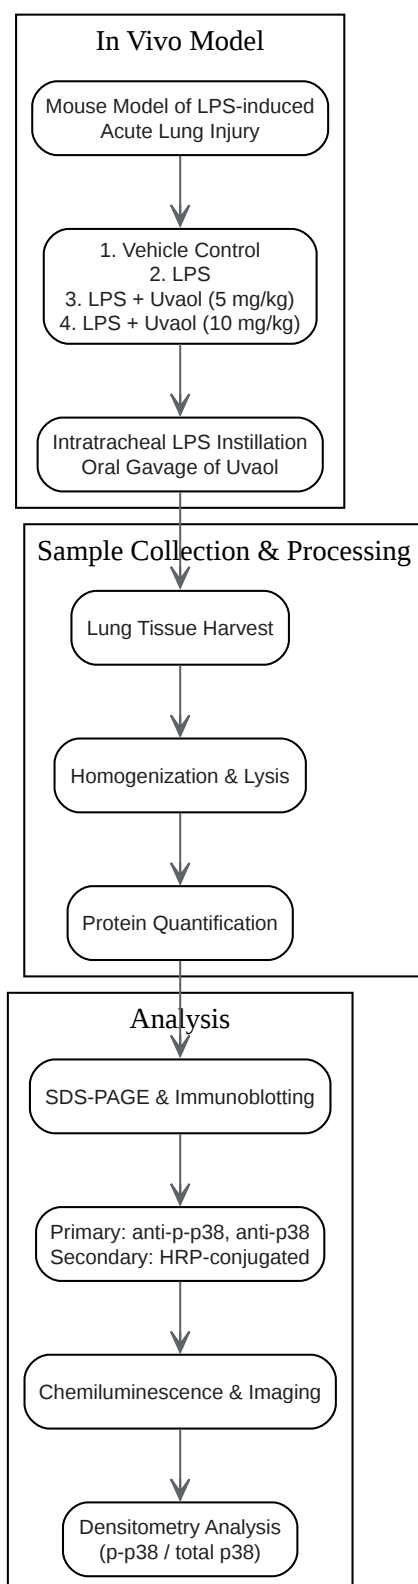 In Vivo Model
Mouse Model of LPS-induced
Acute Lung Injury
1. Vehicle Control
2. LPS
3. LPS + Uvaol (5 mg/kg)
4. LPS + Uvaol (10 mg/kg)
Intratracheal LPS Instillation
Oral Gavage of Uvaol
Sample Collection & Processing
Lung Tissue Harvest
Homogenization & Lysis
Protein Quantification
Analysis
SDS-PAGE & Immunoblotting
Primary: anti-p-p38, anti-p38
Secondary: HRP-conjugated
Chemiluminescence & Imaging
Densitometry Analysis
(p-p38 / total p38)